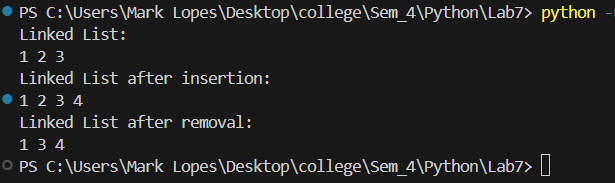 PS C:\Users\Mark Lopes\Desktop\college\Sem_4\Python\Lab7> python -
Linked List:
1 2 3
Linked List after insertion:
1 2 3 4
Linked List after removal:
1 3 4
PS C:\Users\Mark Lopes\Desktop\college\Sem_4\Python\Lab7>